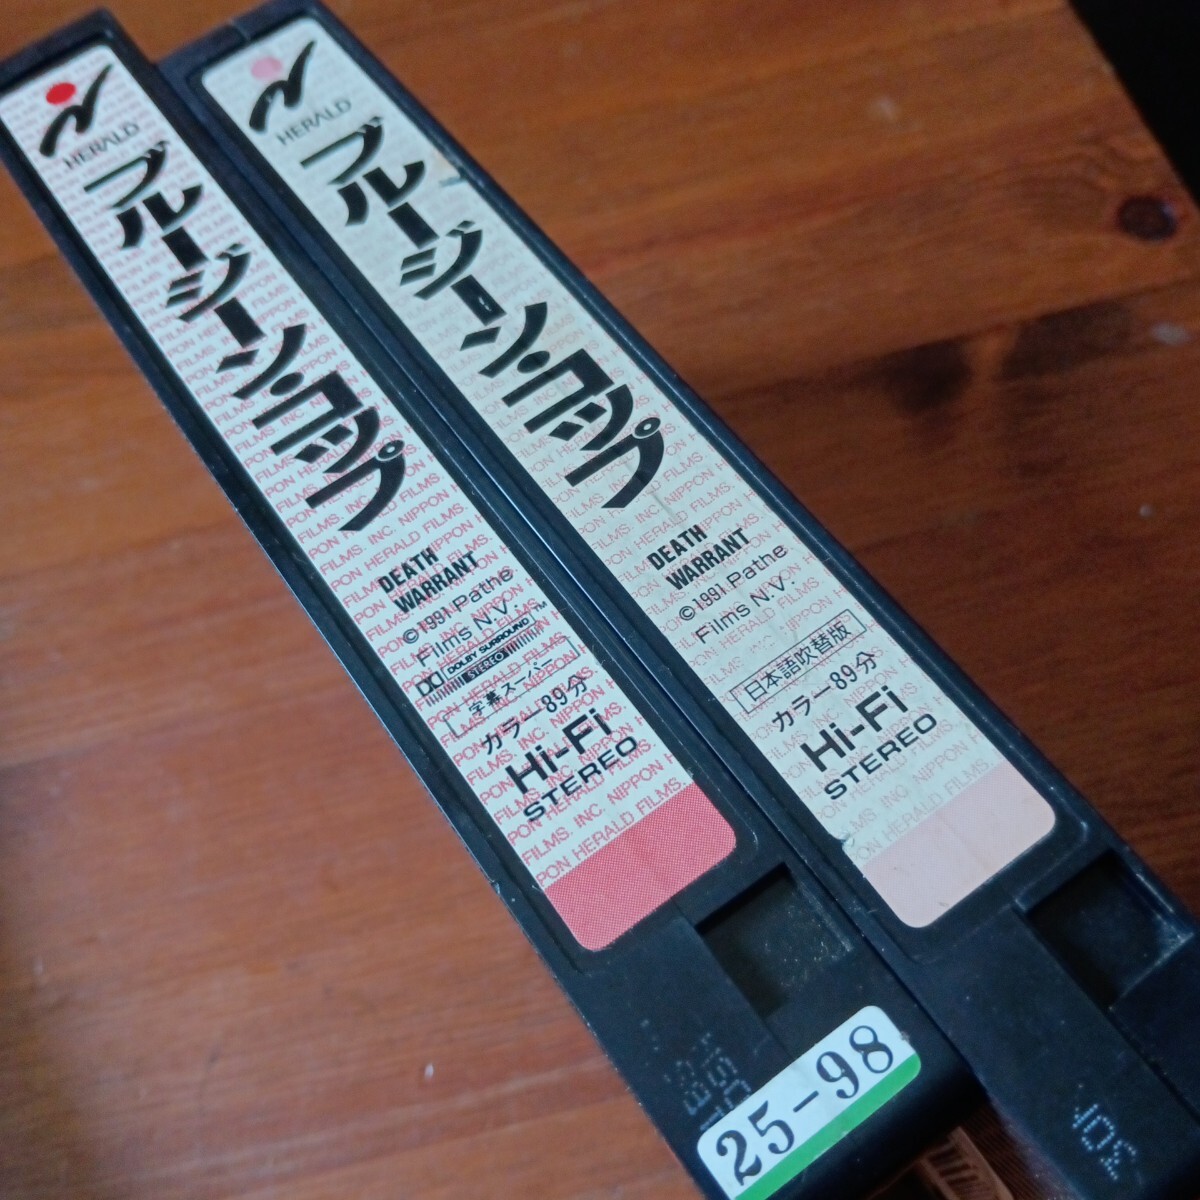 HERALD
ブルージーン・コップ
DEATH
WARRANT
©1991 Pathe
Films N.V.
DOLBY SURROUND™
STEREO
字幕スーパー
カラー89分
Hi-Fi
STEREO
25-98
HERALD
ブルージーン・コップ
DEATH
WARRANT
©1991 Pathe
Films N.V.
日本語吹替版
カラー89分
Hi-Fi
STEREO